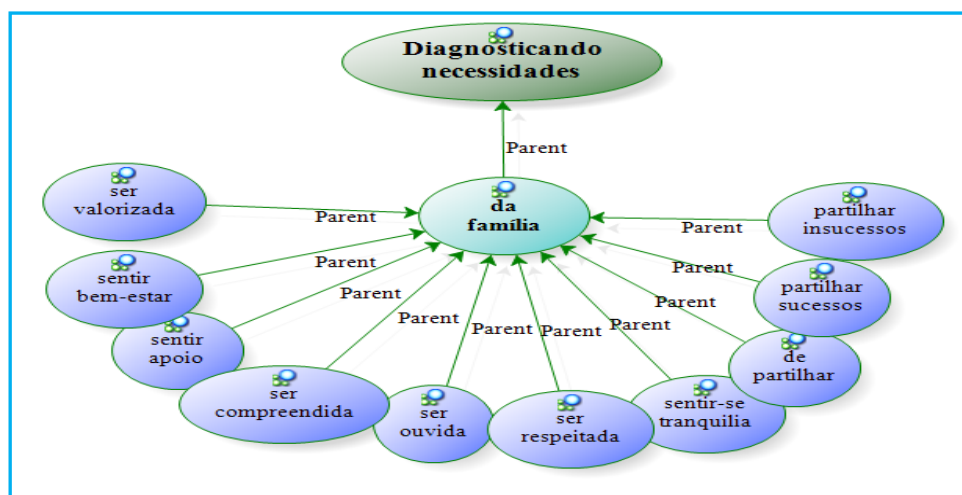 Diagnosticando
necessidades
Parent
da
família
ser
valorizada
Parent
sentir
bem-estar
Parent
sentir
apoio
Parent
ser
compreendida
Parent
ser
ouvida
Parent
ser
respeitada
Parent
sentir-se
tranquilia
Parent
de
partilhar
Parent
partilhar
sucessos
Parent
partilhar
insucessos
Parent